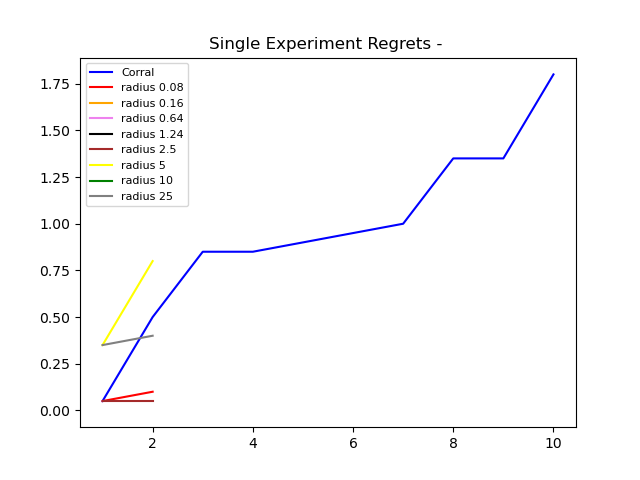 Single Experiment Regrets -
Corral
radius 0.08
radius 0.16
radius 0.64
radius 1.24
radius 2.5
radius 5
radius 10
radius 25
1.75
1.50
1.25
1.00
0.75
0.50
0.25
0.00
2 4 6 8 10